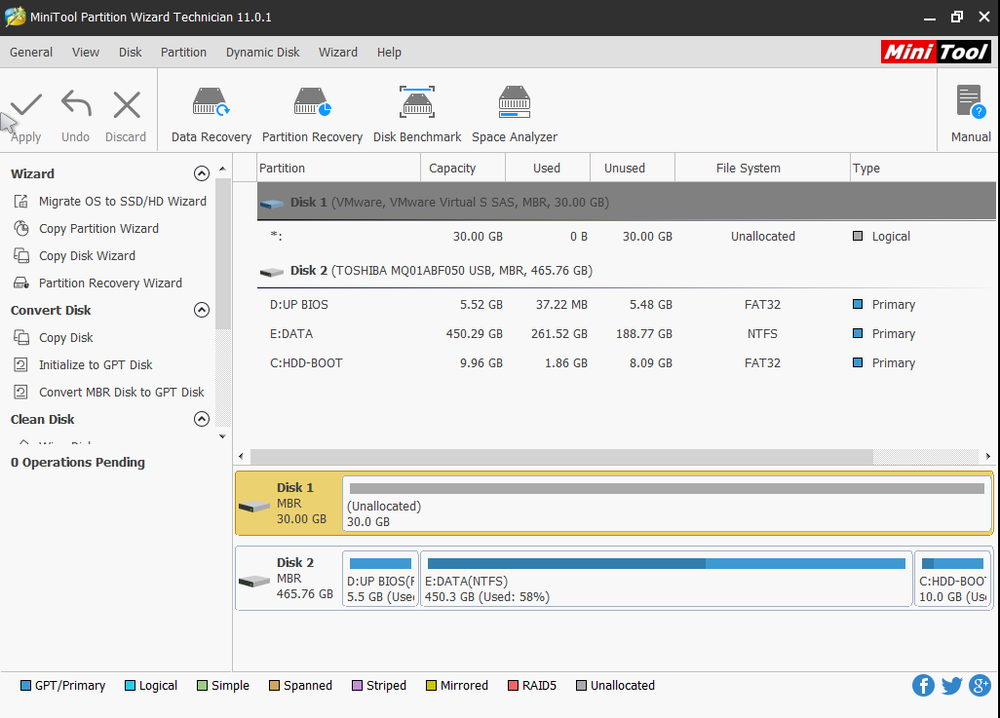 MiniTool Partition Wizard Technician 11.0.1
General View Disk Partition Dynamic Disk Wizard Help
Mini Tool
Apply Undo Discard Data Recovery Partition Recovery Disk Benchmark Space Analyzer Manual
Wizard
Migrate OS to SSD/HD Wizard
Copy Partition Wizard
Copy Disk Wizard
Partition Recovery Wizard
Convert Disk
Copy Disk
Initialize to GPT Disk
Convert MBR Disk to GPT Disk
Clean Disk
0 Operations Pending
Partition Capacity Used Unused File System Type
Disk 1 (VMware, VMware Virtual S SAS, MBR, 30.00 GB)
*: 30.00 GB 0 B 30.00 GB Unallocated Logical
Disk 2 (TOSHIBA MQ01ABF050 USB, MBR, 465.76 GB)
D:UP BIOS 5.52 GB 37.22 MB 5.48 GB FAT32 Primary
E:DATA 450.29 GB 261.52 GB 188.77 GB NTFS Primary
C:HDD-BOOT 9.96 GB 1.86 GB 8.09 GB FAT32 Primary
Disk 1
MBR
30.00 GB
(Unallocated)
30.0 GB
Disk 2
MBR
465.76 GB
D:UP BIOS(F
5.5 GB (Used
E:DATA(NTFS)
450.3 GB (Used: 58%)
C:HDD-BOO
10.0 GB (Us
GPT/Primary Logical Simple Spanned Striped Mirrored RAID5 Unallocated